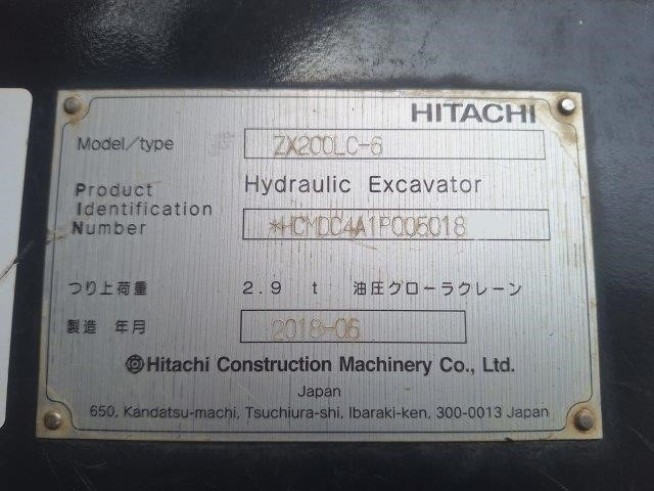 HITACHI
Model/type ZX200LC-6
Hydraulic Excavator
Product
Identification
Number *HCMDC4A1P005018
つり上荷量 2.9 t 油圧クローラクレーン
製造 年月 2018-06
Hitachi Construction Machinery Co., Ltd.
Japan
650, Kandatsu-machi, Tsuchiura-shi, Ibaraki-ken, 300-0013 Japan